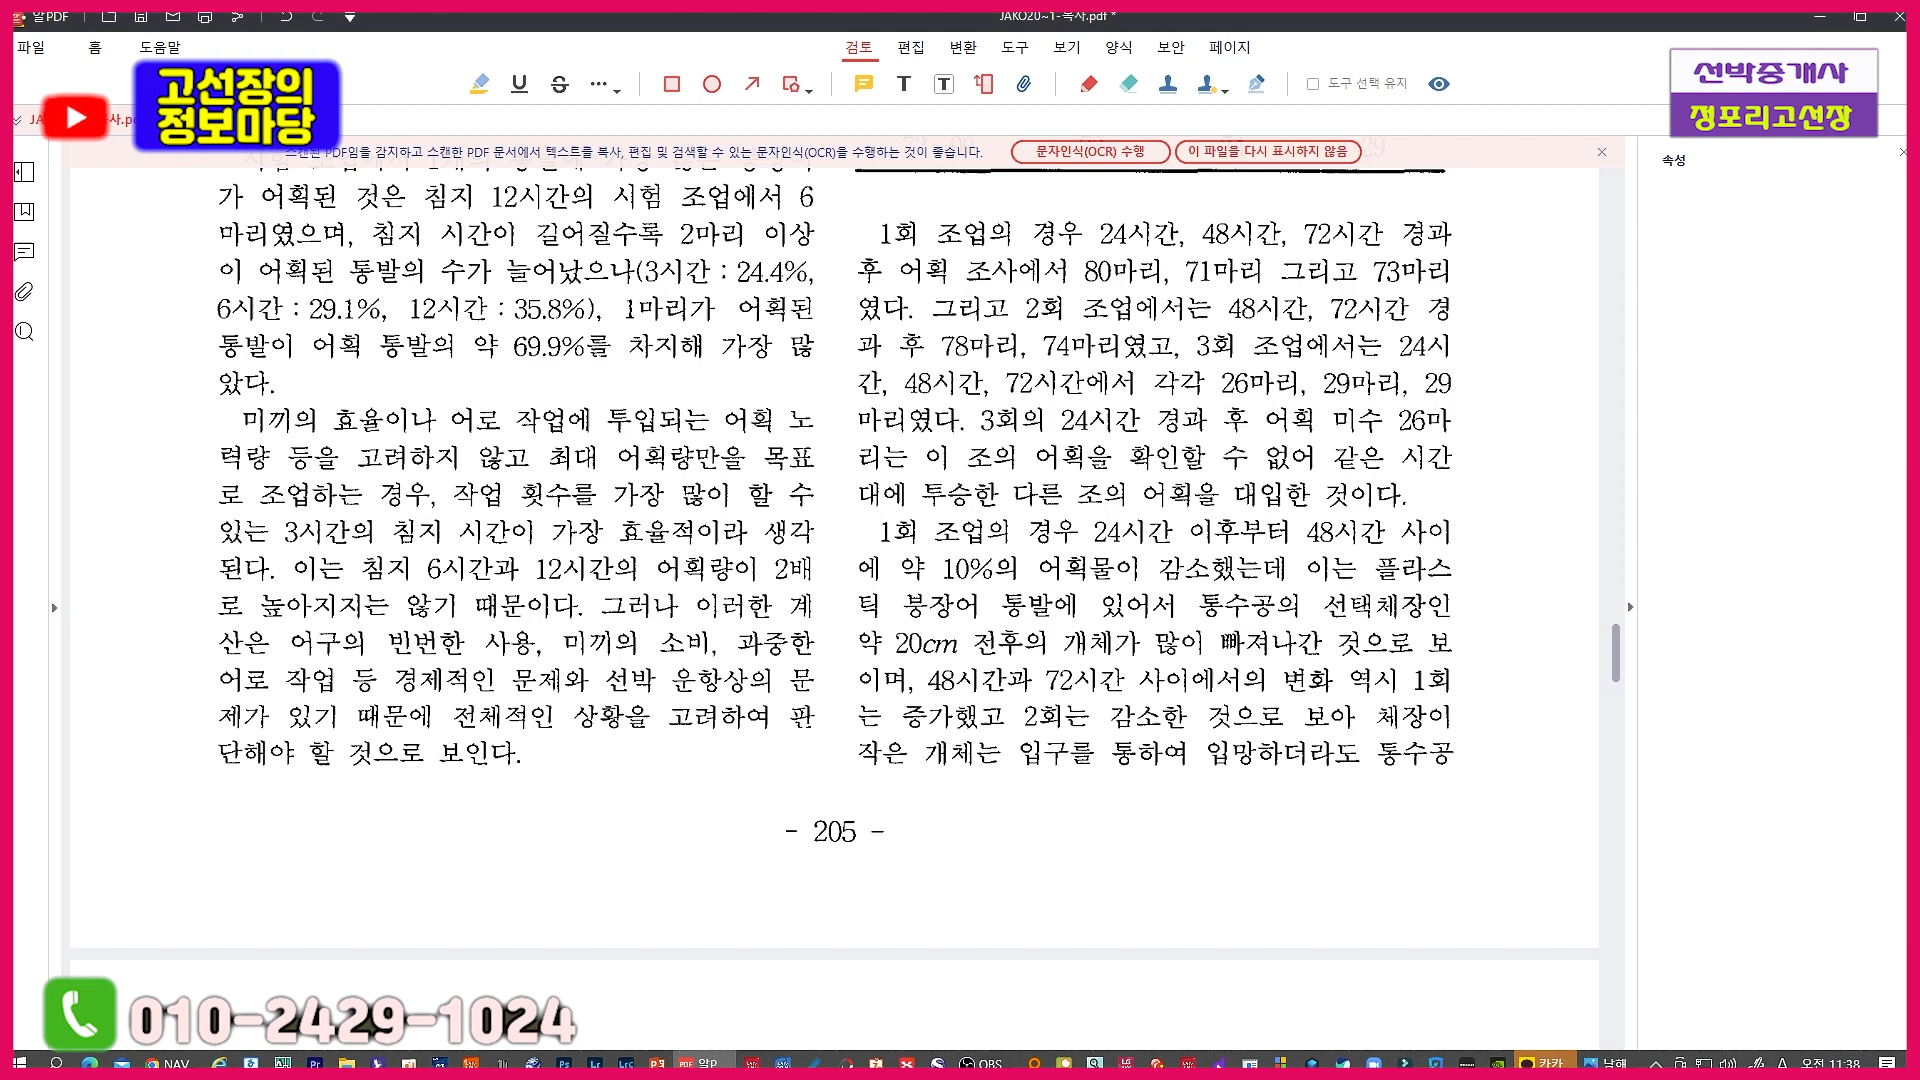 알PDF
JAKO20~1-복사.pdf *
파일 홈 도움말 검토 편집 변환 도구 보기 양식 보안 페이지
도구 선택 유지
고선장의
정보마당
선박중개사
정포리고선장
스캔된 PDF임을 감지하고 스캔한 PDF 문서에서 텍스트를 복사, 편집 및 검색할 수 있는 문자인식(OCR)을 수행하는 것이 좋습니다. 문자인식(OCR) 수행 이 파일을 다시 표시하지 않음
속성
가 어획된 것은 침지 12시간의 시험 조업에서 6
마리였으며, 침지 시간이 길어질수록 2마리 이상
이 어획된 통발의 수가 늘어났으나(3시간 : 24.4%,
6시간 : 29.1%, 12시간 : 35.8%), 1마리가 어획된
통발이 어획 통발의 약 69.9%를 차지해 가장 많
았다.
미끼의 효율이나 어로 작업에 투입되는 어획 노
력량 등을 고려하지 않고 최대 어획량만을 목표
로 조업하는 경우, 작업 횟수를 가장 많이 할 수
있는 3시간의 침지 시간이 가장 효율적이라 생각
된다. 이는 침지 6시간과 12시간의 어획량이 2배
로 높아지지는 않기 때문이다. 그러나 이러한 계
산은 어구의 빈번한 사용, 미끼의 소비, 과중한
어로 작업 등 경제적인 문제와 선박 운항상의 문
제가 있기 때문에 전체적인 상황을 고려하여 판
단해야 할 것으로 보인다.
1회 조업의 경우 24시간, 48시간, 72시간 경과
후 어획 조사에서 80마리, 71마리 그리고 73마리
였다. 그리고 2회 조업에서는 48시간, 72시간 경
과 후 78마리, 74마리였고, 3회 조업에서는 24시
간, 48시간, 72시간에서 각각 26마리, 29마리, 29
마리였다. 3회의 24시간 경과 후 어획 미수 26마
리는 이 조의 어획을 확인할 수 없어 같은 시간
대에 투승한 다른 조의 어획을 대입한 것이다.
1회 조업의 경우 24시간 이후부터 48시간 사이
에 약 10%의 어획물이 감소했는데 이는 플라스
틱 붕장어 통발에 있어서 통수공의 선택체장인
약 20cm 전후의 개체가 많이 빠져나간 것으로 보
이며, 48시간과 72시간 사이에서의 변화 역시 1회
는 증가했고 2회는 감소한 것으로 보아 체장이
작은 개체는 입구를 통하여 입망하더라도 통수공
- 205 -
010-2429-1024
NAV 알P OBS 카카 남해 A 오전 11:38